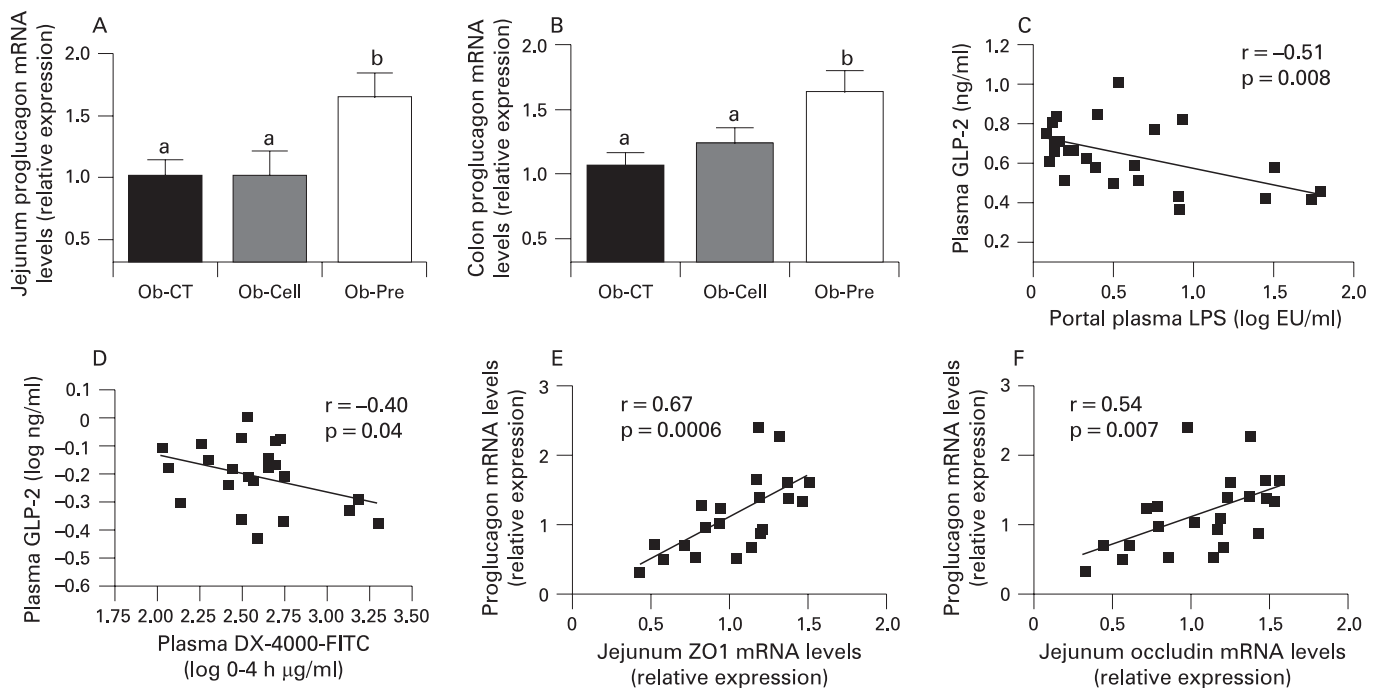 A
Jejunum proglucagon mRNA
levels (relative expression)
2.0
1.5
1.0
0.5
a
a
b
Ob-CT
Ob-Cell
Ob-Pre
B
Colon proglucagon mRNA
levels (relative expression)
2.0
1.5
1.0
0.5
a
a
b
Ob-CT
Ob-Cell
Ob-Pre
C
Plasma GLP-2 (ng/ml)
1.2
1.0
0.8
0.6
0.4
0.2
r = –0.51
p = 0.008
0
0.5
1.0
1.5
2.0
Portal plasma LPS (log EU/ml)
D
Plasma GLP-2 (log ng/ml)
0.1
0
–0.1
–0.2
–0.3
–0.4
–0.5
–0.6
r = –0.40
p = 0.04
1.75
2.00
2.25
2.50
2.75
3.00
3.25
3.50
Plasma DX-4000-FITC
(log 0-4 h µg/ml)
E
Proglucagon mRNA levels
(relative expression)
3
2
1
0
r = 0.67
p = 0.0006
0
0.5
1.0
1.5
2.0
Jejunum ZO1 mRNA levels
(relative expression)
F
Proglucagon mRNA levels
(relative expression)
3
2
1
0
r = 0.54
p = 0.007
0
0.5
1.0
1.5
2.0
Jejunum occludin mRNA levels
(relative expression)